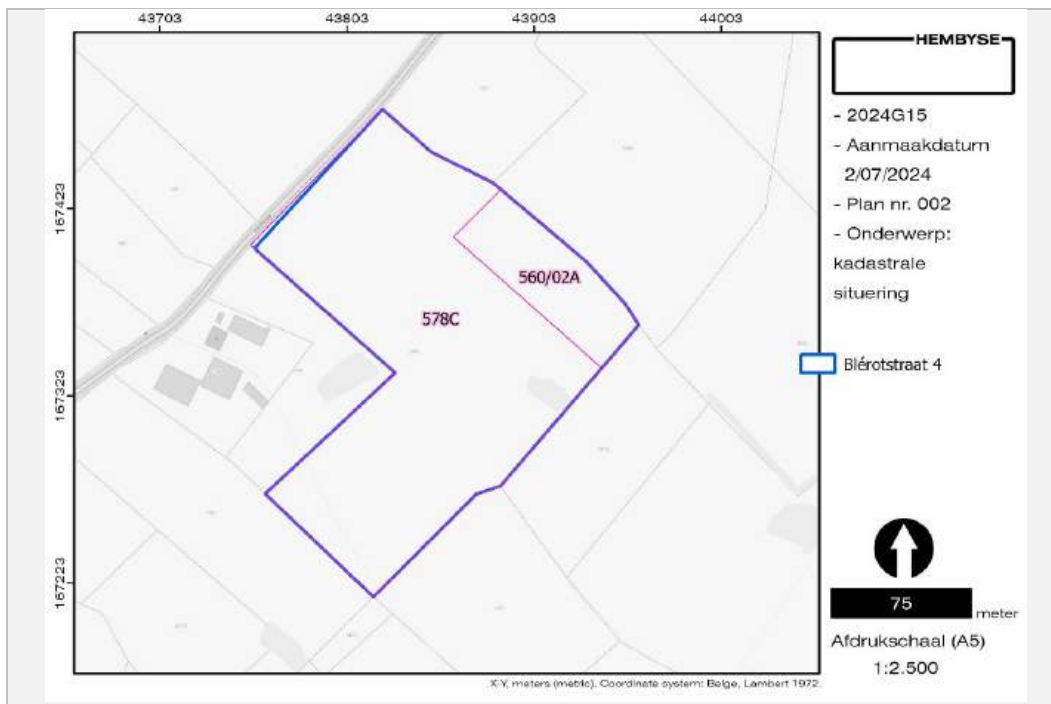 43703 43803 43903 44003
HEMBYSE
- 2024G15
- Aanmaakdatum
2/07/2024
- Plan nr. 002
- Onderwerp:
kadastrale
situering
167423
560/02A
578C
Blérotstraat 4
167323
167223
75
meter
Afdrukschaal (A5)
1:2.500
X-Y, meters (metric). Coordinate system: Belge, Lambert 1972.